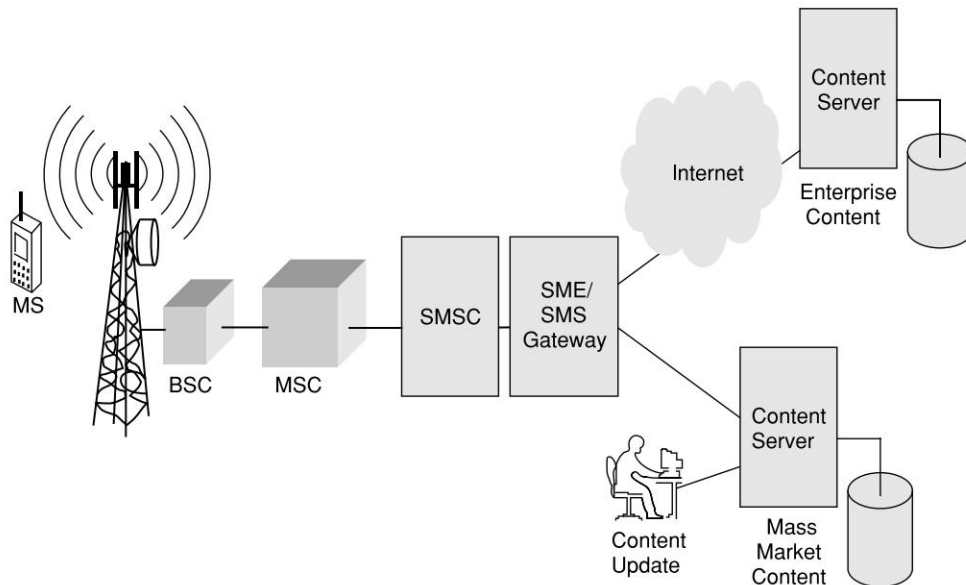 Content
Server
Internet
Enterprise
Content
MS
SMSC
SME/
SMS
Gateway
BSC
MSC
Content
Server
Content
Update
Mass
Market
Content